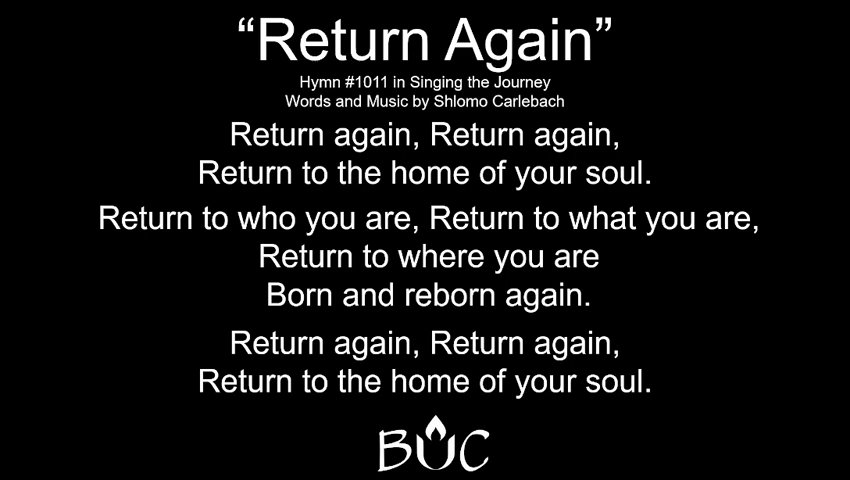 “Return Again”
Hymn #1011 in Singing the Journey
Words and Music by Shlomo Carlebach
Return again, Return again,
Return to the home of your soul.
Return to who you are, Return to what you are,
Return to where you are
Born and reborn again.
Return again, Return again,
Return to the home of your soul.
BUC